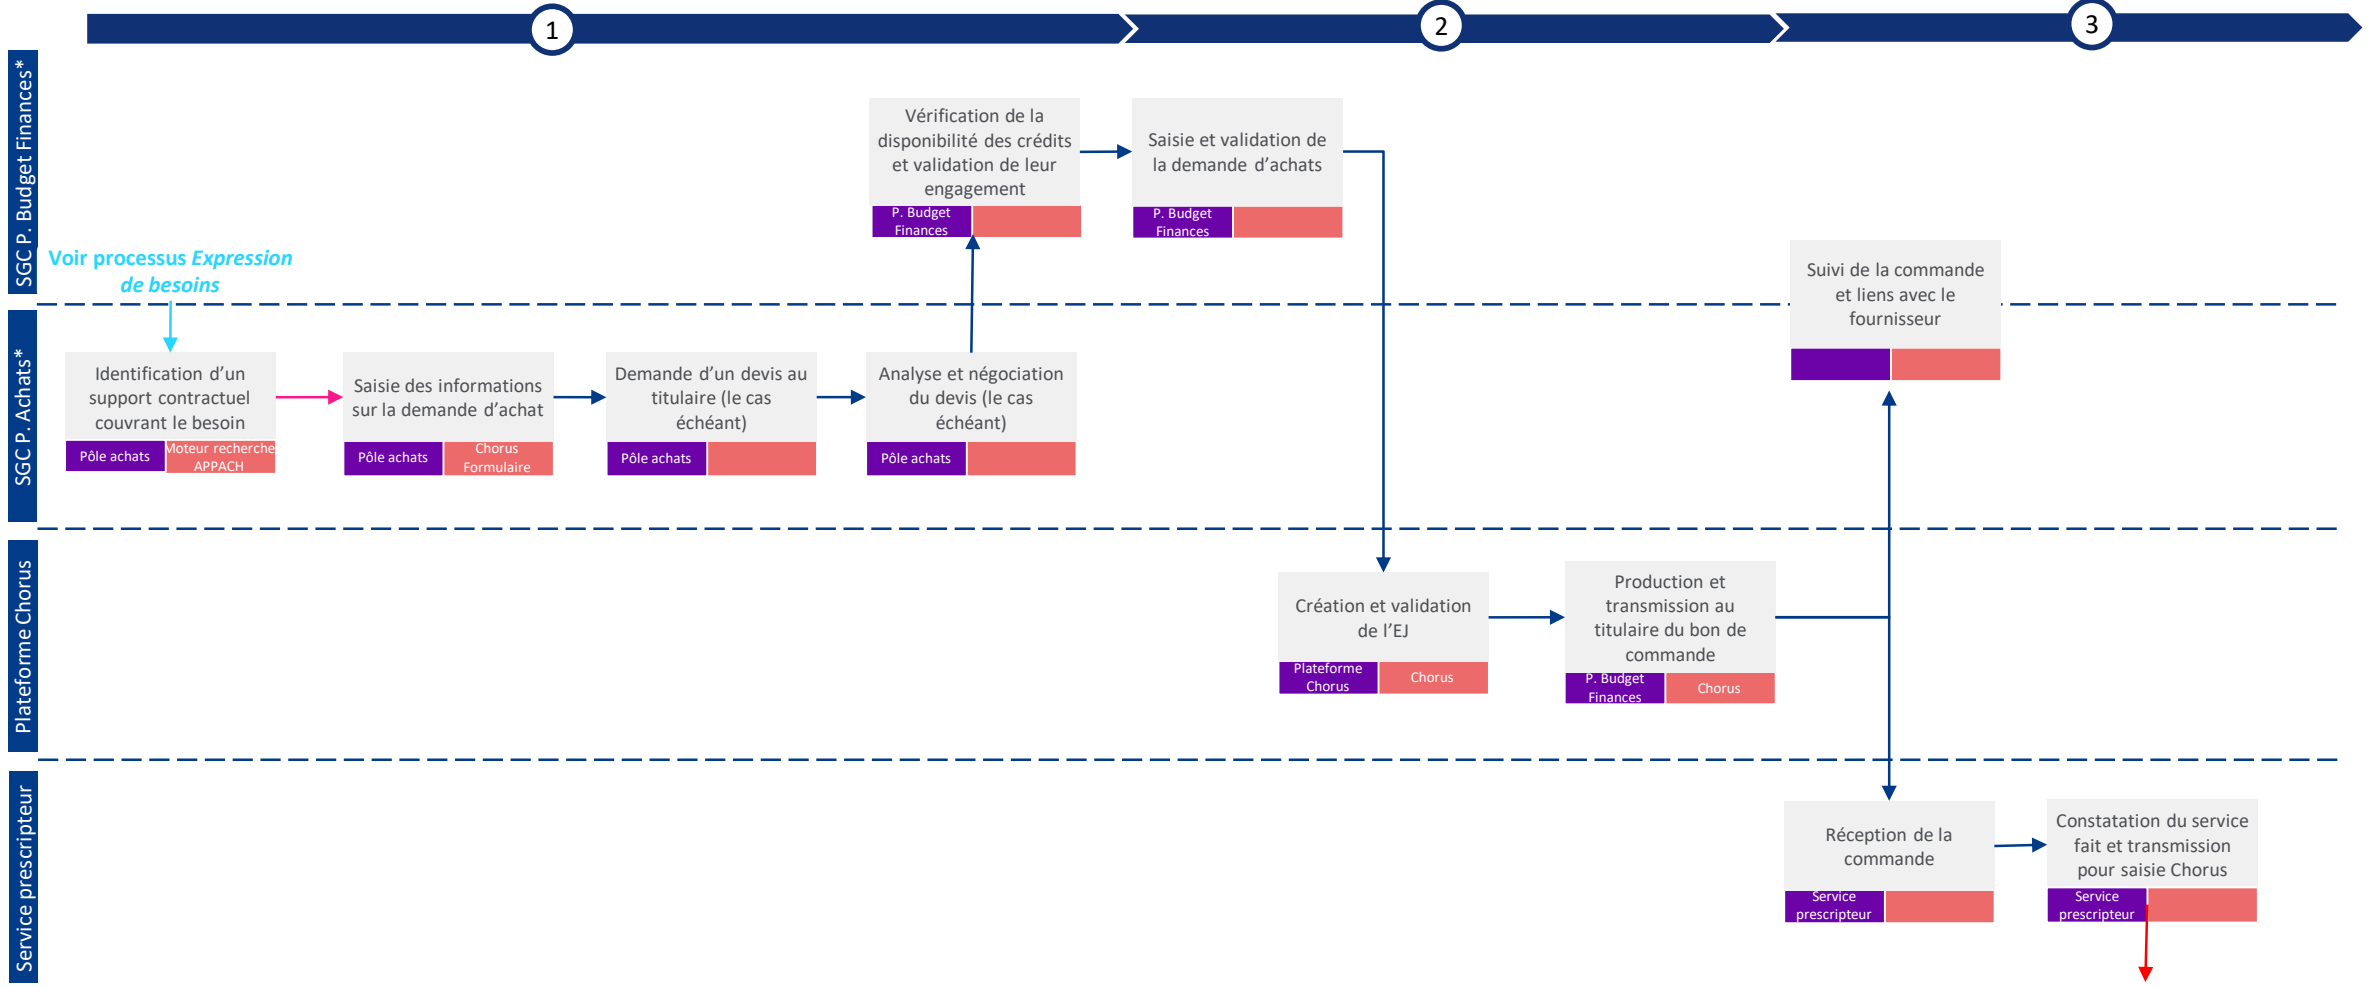 1
2
3
SGC P. Budget Finances*
Vérification de la
disponibilité des crédits
et validation de leur
engagement
P. Budget
Finances
Saisie et validation de
la demande d'achats
P. Budget
Finances
Voir processus Expression
de besoins
Suivi de la commande
et liens avec le
fournisseur
SGC P. Achats*
Identification d'un
support contractuel
couvrant le besoin
Pôle achats
Moteur recherche
APPACH
Saisie des informations
sur la demande d'achat
Pôle achats
Chorus
Formulaire
Demande d'un devis au
titulaire (le cas
échéant)
Pôle achats
Analyse et négociation
du devis (le cas
échéant)
Pôle achats
Plateforme Chorus
Création et validation
de l'EJ
Plateforme
Chorus
Chorus
Production et
transmission au
titulaire du bon de
commande
P. Budget
Finances
Chorus
Service prescripteur
Réception de la
commande
Service
prescripteur
Constatation du service
fait et transmission
pour saisie Chorus
Service
prescripteur